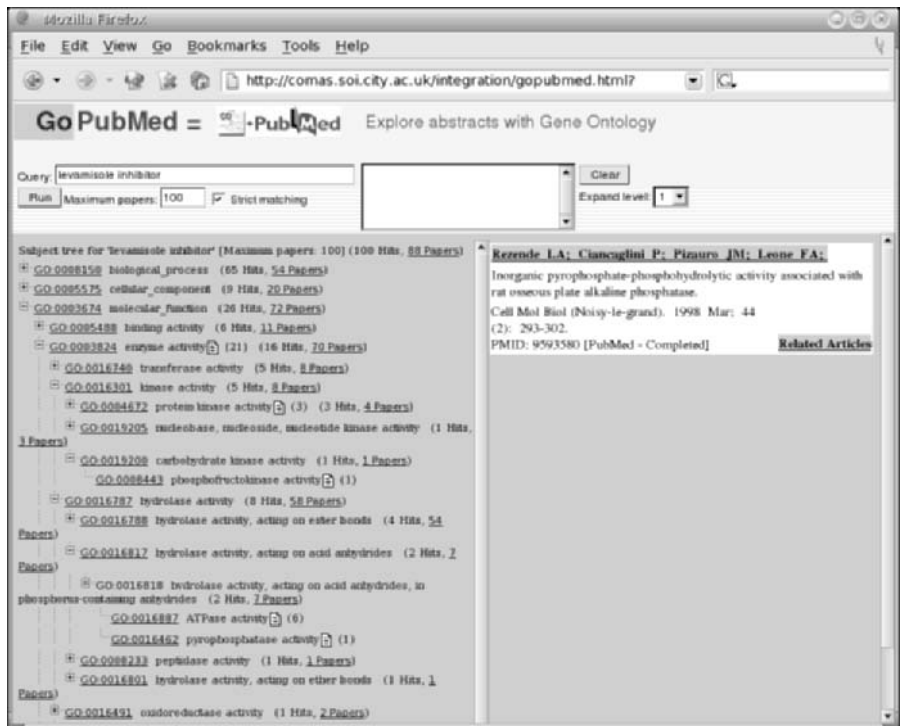 Mozilla Firefox
File Edit View Go Bookmarks Tools Help
http://comas.soi.city.ac.uk/integration/gopubmed.html?
GoPubMed = GO+PubMed Explore abstracts with Gene Ontology
Query: levamisole inhibitor
Clear
Run Maximum papers: 100 Strict matching
Expand level: 1
Subject tree for 'levamisole inhibitor' [Maximum papers: 100] (100 Hits, 88 Papers)
GO:0008150 biological_process (65 Hits, 54 Papers)
GO:0005575 cellular_component (9 Hits, 20 Papers)
GO:0003674 molecular_function (26 Hits, 72 Papers)
GO:0005488 binding activity (6 Hits, 11 Papers)
GO:0003824 enzyme activity (21) (16 Hits, 70 Papers)
GO:0016740 transferase activity (5 Hits, 8 Papers)
GO:0016301 kinase activity (5 Hits, 8 Papers)
GO:0004672 protein kinase activity (3) (3 Hits, 4 Papers)
GO:0019205 nucleobase, nucleoside, nucleotide kinase activity (1 Hits,
3 Papers)
GO:0019200 carbohydrate kinase activity (1 Hits, 1 Papers)
GO:0008443 phosphofructokinase activity (1)
GO:0016787 hydrolase activity (8 Hits, 58 Papers)
GO:0016788 hydrolase activity, acting on ester bonds (4 Hits, 54
Papers)
GO:0016817 hydrolase activity, acting on acid anhydrides (2 Hits, 7
Papers)
GO:0016818 hydrolase activity, acting on acid anhydrides, in
phosphorus-containing anhydrides (2 Hits, 7 Papers)
GO:0016887 ATPase activity (6)
GO:0016462 pyrophosphatase activity (1)
GO:0008233 peptidase activity (1 Hits, 1 Papers)
GO:0016801 hydrolase activity, acting on ether bonds (1 Hits, 1
Papers)
GO:0016491 oxidoreductase activity (1 Hits, 2 Papers)
Rezende LA; Ciancaglini P; Pizauro JM; Leone FA;
Inorganic pyrophosphate-phosphohydrolytic activity associated with
rat osseous plate alkaline phosphatase.
Cell Mol Biol (Noisy-le-grand). 1998 Mar; 44
(2): 293-302.
PMID: 9593580 [PubMed - Completed] Related Articles